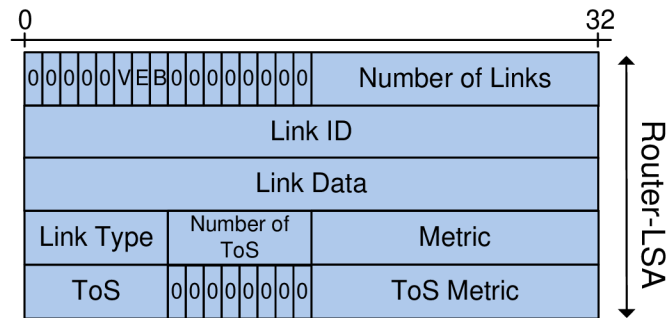 0 32
0 0 0 0 0 V E B 0 0 0 0 0 0 0 0 Number of Links
Link ID
Link Data
Link Type Number of ToS Metric
ToS 0 0 0 0 0 0 0 0 ToS Metric
Router-LSA